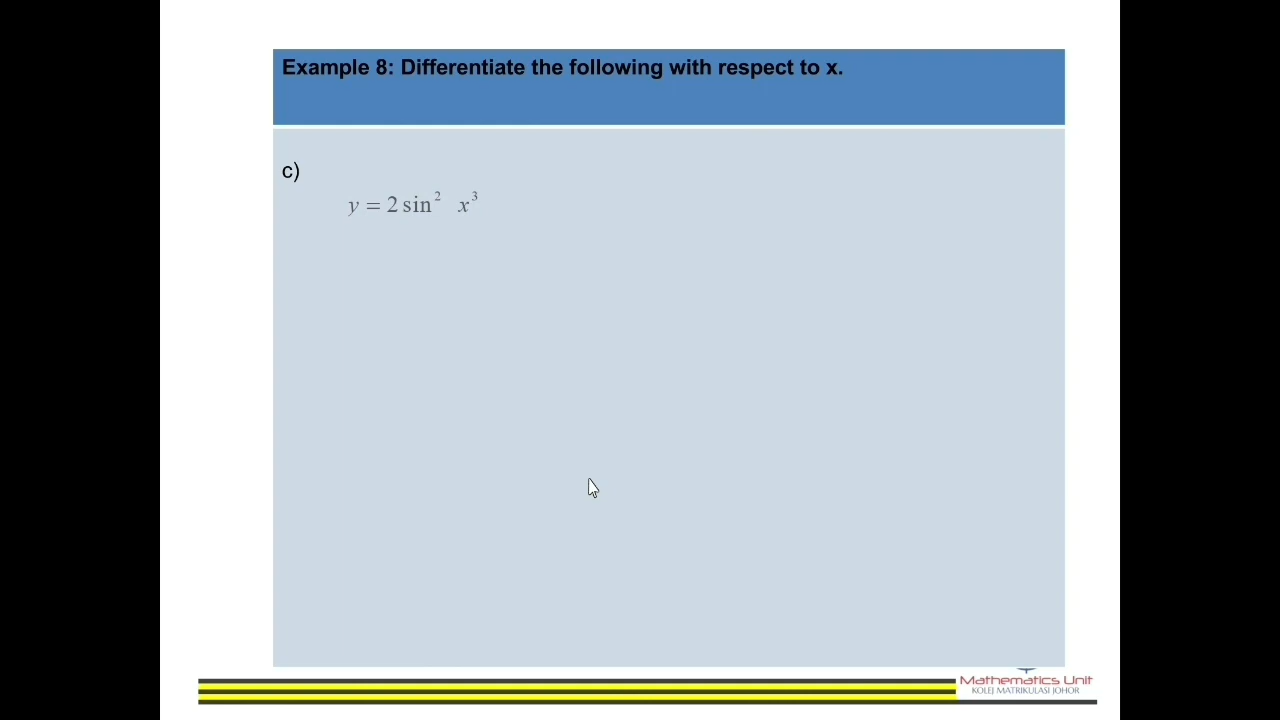 Example 8: Differentiate the following with respect to x.
c)
y = 2 sin² x³
Mathematics Unit
KOLEJ MATRIKULASI JOHOR